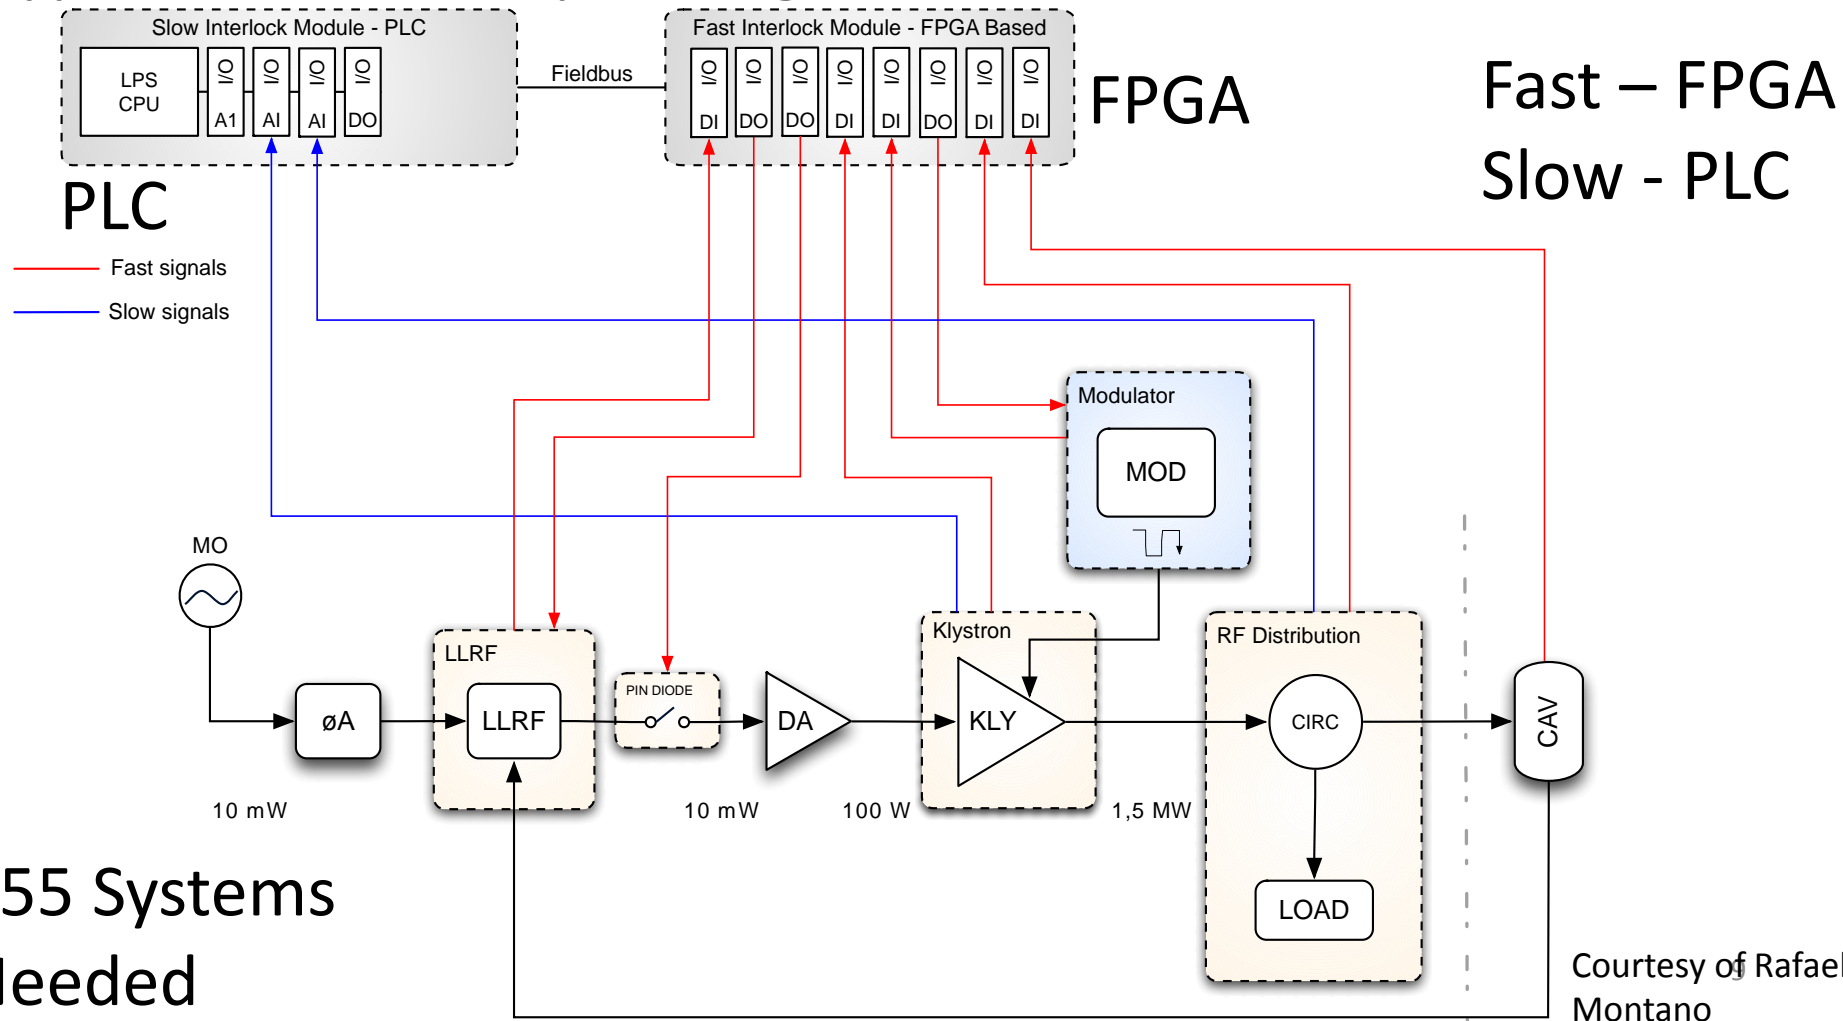 Slow Interlock Module - PLC
LPS
CPU
I/O
A1
I/O
AI
I/O
AI
I/O
DO
Fieldbus
Fast Interlock Module - FPGA Based
I/O
DI
I/O
DO
I/O
DO
I/O
DI
I/O
DI
I/O
DO
I/O
DI
I/O
DI
FPGA
Fast – FPGA
Slow - PLC
PLC
Fast signals
Slow signals
Modulator
MOD
MO
øA
LLRF
LLRF
PIN DIODE
DA
Klystron
KLY
RF Distribution
CIRC
LOAD
CAV
10 mW
10 mW
100 W
1,5 MW
55 Systems
Needed
9
Courtesy of Rafael
Montano